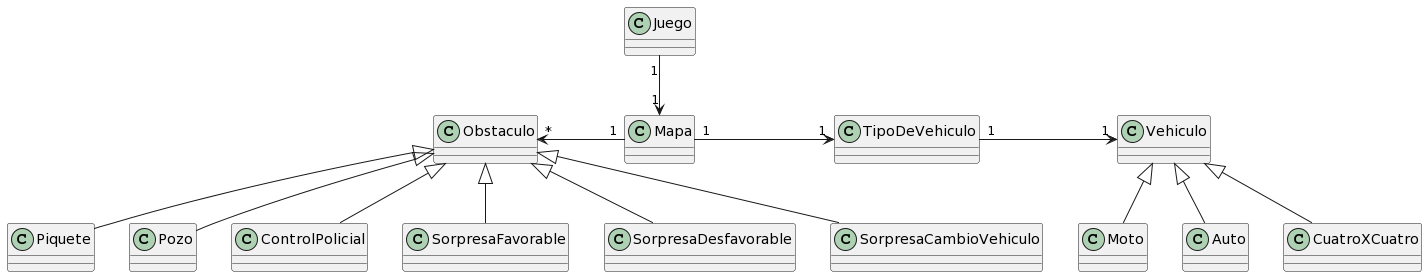 C Juego
1
1
C Obstaculo
*
1
C Mapa
1
1
C TipoDeVehiculo
1
1
C Vehiculo
C Piquete
C Pozo
C ControlPolicial
C SorpresaFavorable
C SorpresaDesfavorable
C SorpresaCambioVehiculo
C Moto
C Auto
C CuatroXCuatro